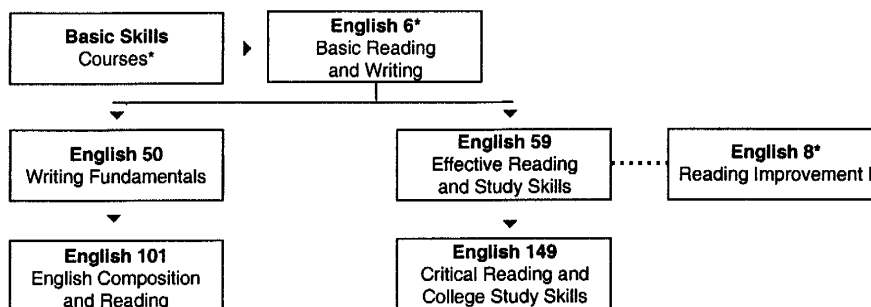 Basic Skills
Courses*
English 6*
Basic Reading
and Writing
English 50
Writing Fundamentals
English 59
Effective Reading
and Study Skills
English 8*
Reading Improvement I
English 101
English Composition
and Reading
English 149
Critical Reading and
College Study Skills